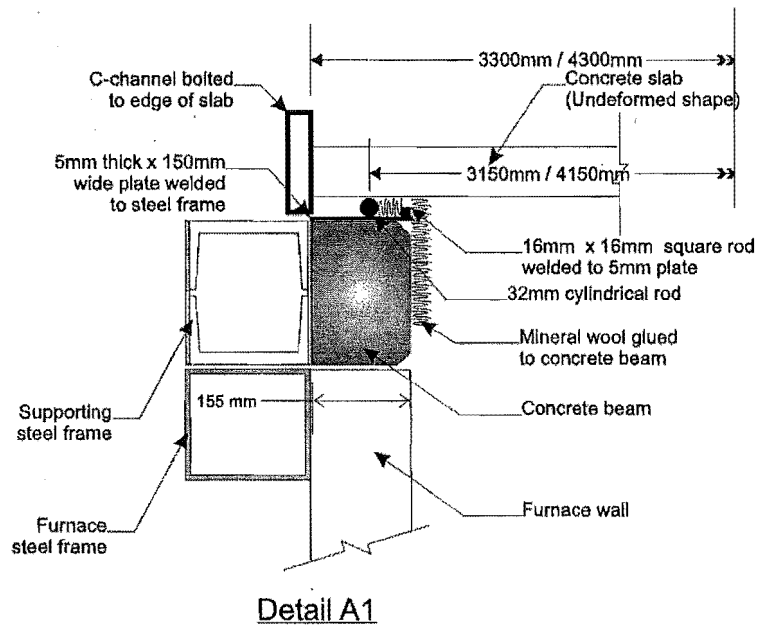 3300mm / 4300mm
C-channel bolted
to edge of slab
Concrete slab
(Undeformed shape)
5mm thick x 150mm
wide plate welded
to steel frame
3150mm / 4150mm
16mm x 16mm square rod
welded to 5mm plate
32mm cylindrical rod
Mineral wool glued
to concrete beam
155 mm
Concrete beam
Supporting
steel frame
Furnace wall
Furnace
steel frame
Detail A1